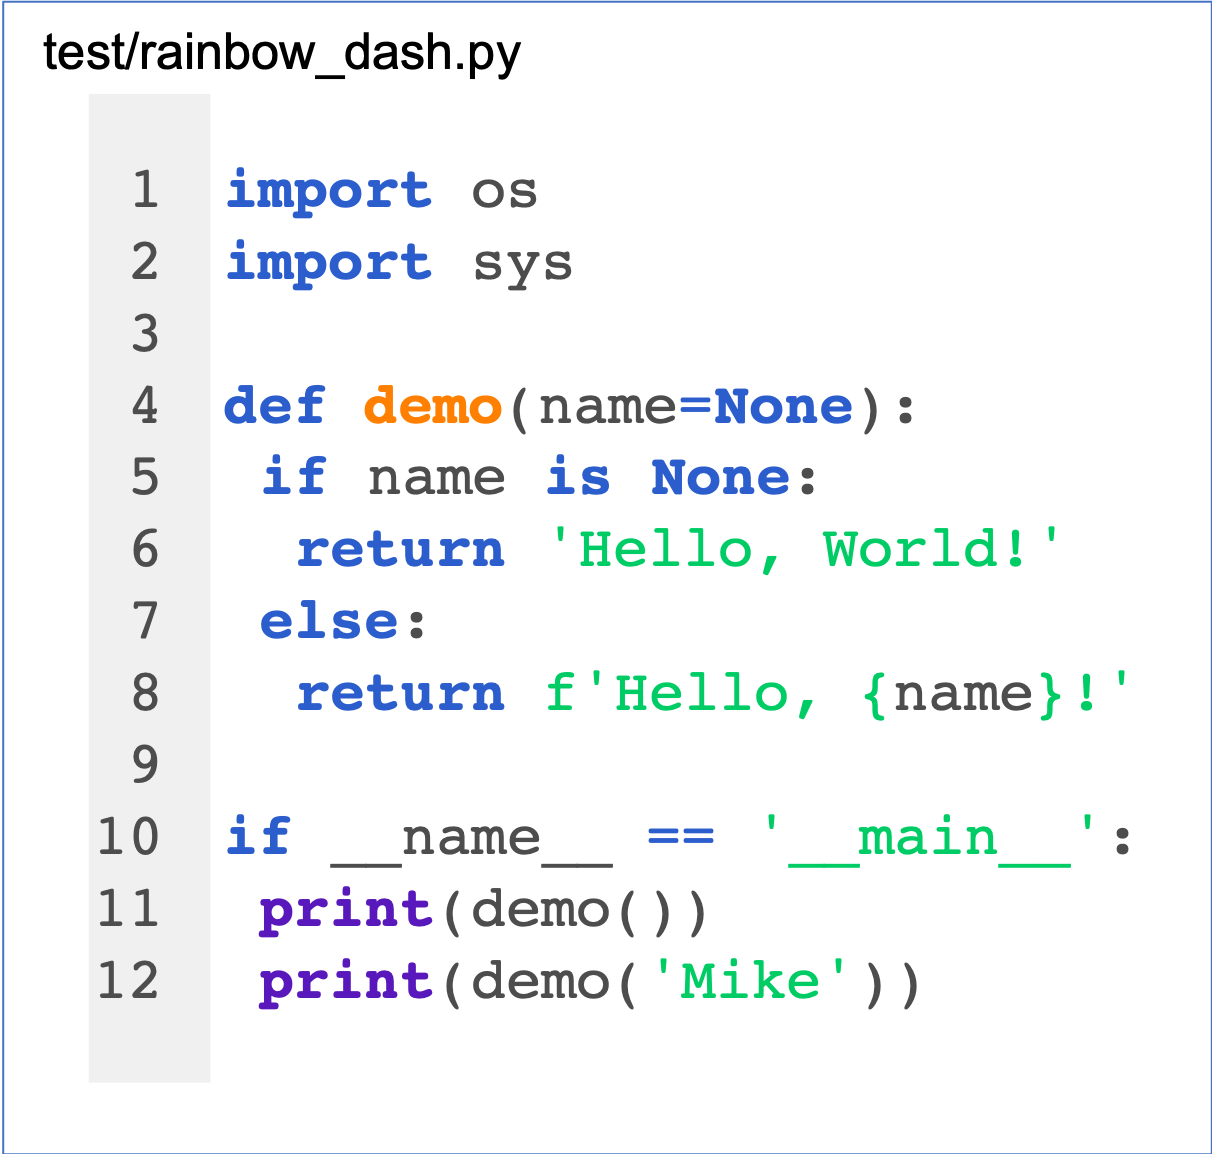 test/rainbow_dash.py
1 import os
2 import sys
3
4 def demo(name=None):
5  if name is None:
6   return 'Hello, World!'
7  else:
8   return f'Hello, {name}!'
9
10 if __name__ == '__main__':
11  print(demo())
12  print(demo('Mike'))